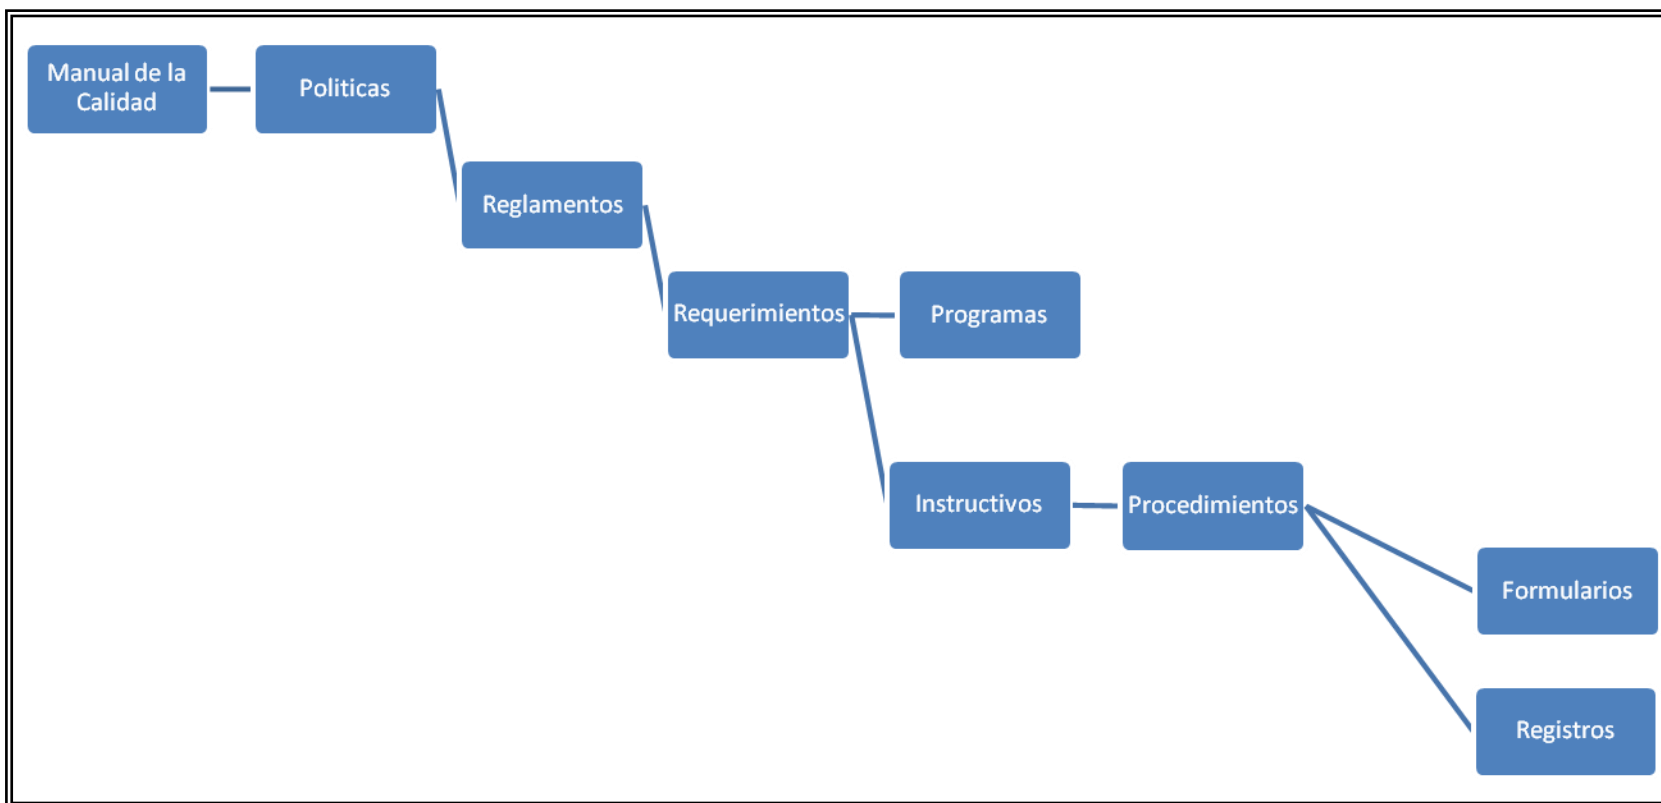 Manual de la
Calidad
Politicas
Reglamentos
Requerimientos
Programas
Instructivos
Procedimientos
Formularios
Registros